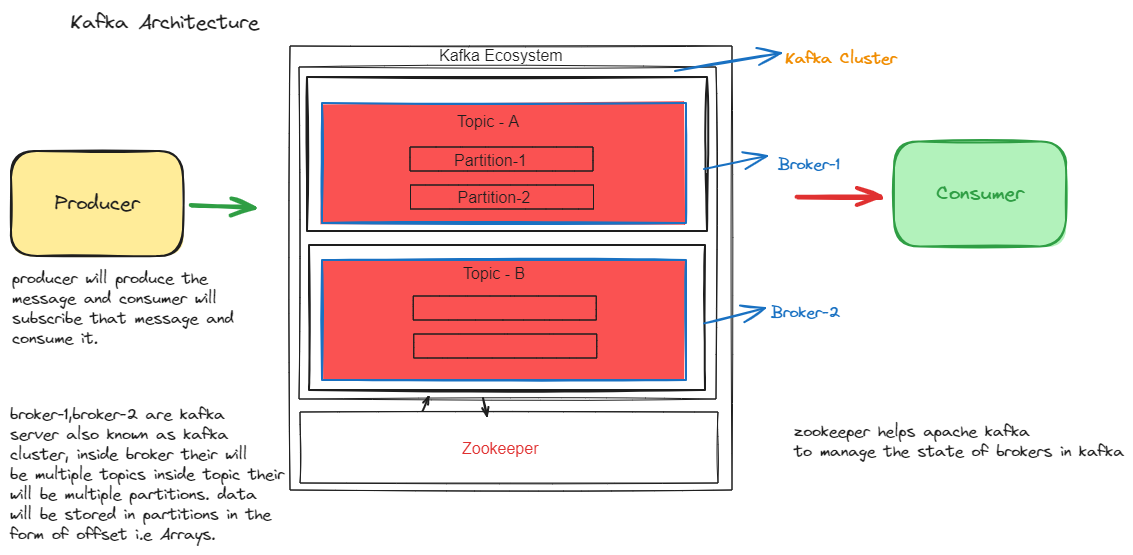 Kafka Architecture
Kafka Ecosystem
Kafka Cluster
Topic - A
Partition-1
Partition-2
Broker-1
Producer
Consumer
producer will produce the
message and consumer will
subscribe that message and
consume it.
Topic - B
Broker-2
broker-1,broker-2 are kafka
server also known as kafka
cluster, inside broker their will
be multiple topics inside topic their
will be multiple partitions. data
will be stored in partitions in the
form of offset i.e Arrays.
Zookeeper
zookeeper helps apache kafka
to manage the state of brokers in kafka